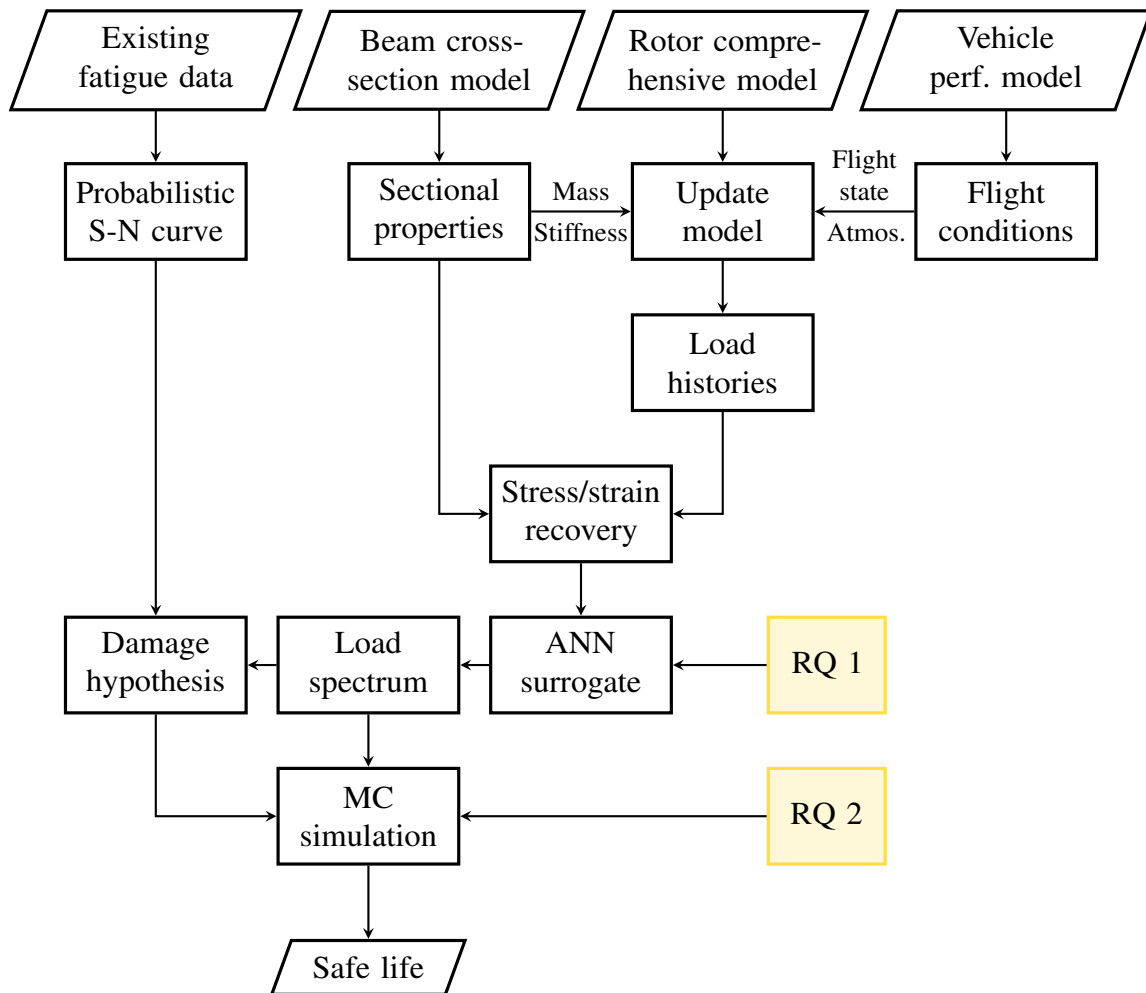 Existing
fatigue data
Beam cross-
section model
Rotor compre-
hensive model
Vehicle
perf. model
Probabilistic
S-N curve
Sectional
properties
Mass
Stiffness
Update
model
Flight
state
Atmos.
Flight
conditions
Load
histories
Stress/strain
recovery
Damage
hypothesis
Load
spectrum
ANN
surrogate
RQ 1
MC
simulation
RQ 2
Safe life